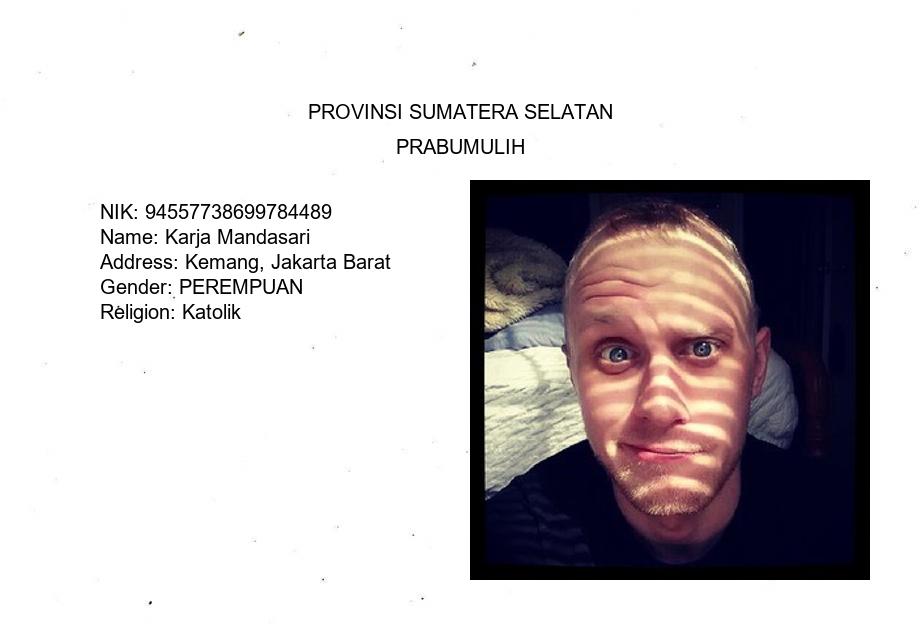 PROVINSI SUMATERA SELATAN
PRABUMULIH
NIK: 94557738699784489
Name: Karja Mandasari
Address: Kemang, Jakarta Barat
Gender: PEREMPUAN
Religion: Katolik